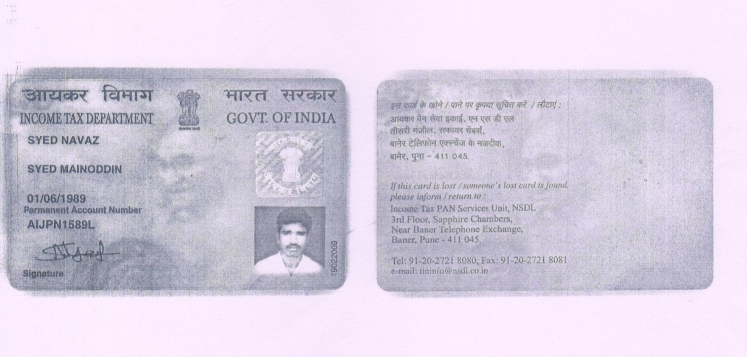 आयकर विभाग
भारत सरकार
INCOME TAX DEPARTMENT
GOVT. OF INDIA
SYED NAVAZ
SYED MAINODDIN
01/06/1989
Permanent Account Number
AIJPN1589L
Signature
19022009
इस कार्ड के खोने / पाने पर कृपया सूचित करें / लौटाएं :
आयकर पैन सेवा इकाई, एन एस डी एल
तीसरी मंज़ील, सफायर चेंबर्स,
बानेर टेलिफोन एक्स्चेंज के नजदीक,
बानेर, पुना - 411 045.
If this card is lost / someone's lost card is found,
please inform / return to :
Income Tax PAN Services Unit, NSDL
3rd Floor, Sapphire Chambers,
Near Baner Telephone Exchange,
Baner, Pune - 411 045.
Tel: 91-20-2721 8080, Fax: 91-20-2721 8081
e-mail: tininfo@nsdl.co.in